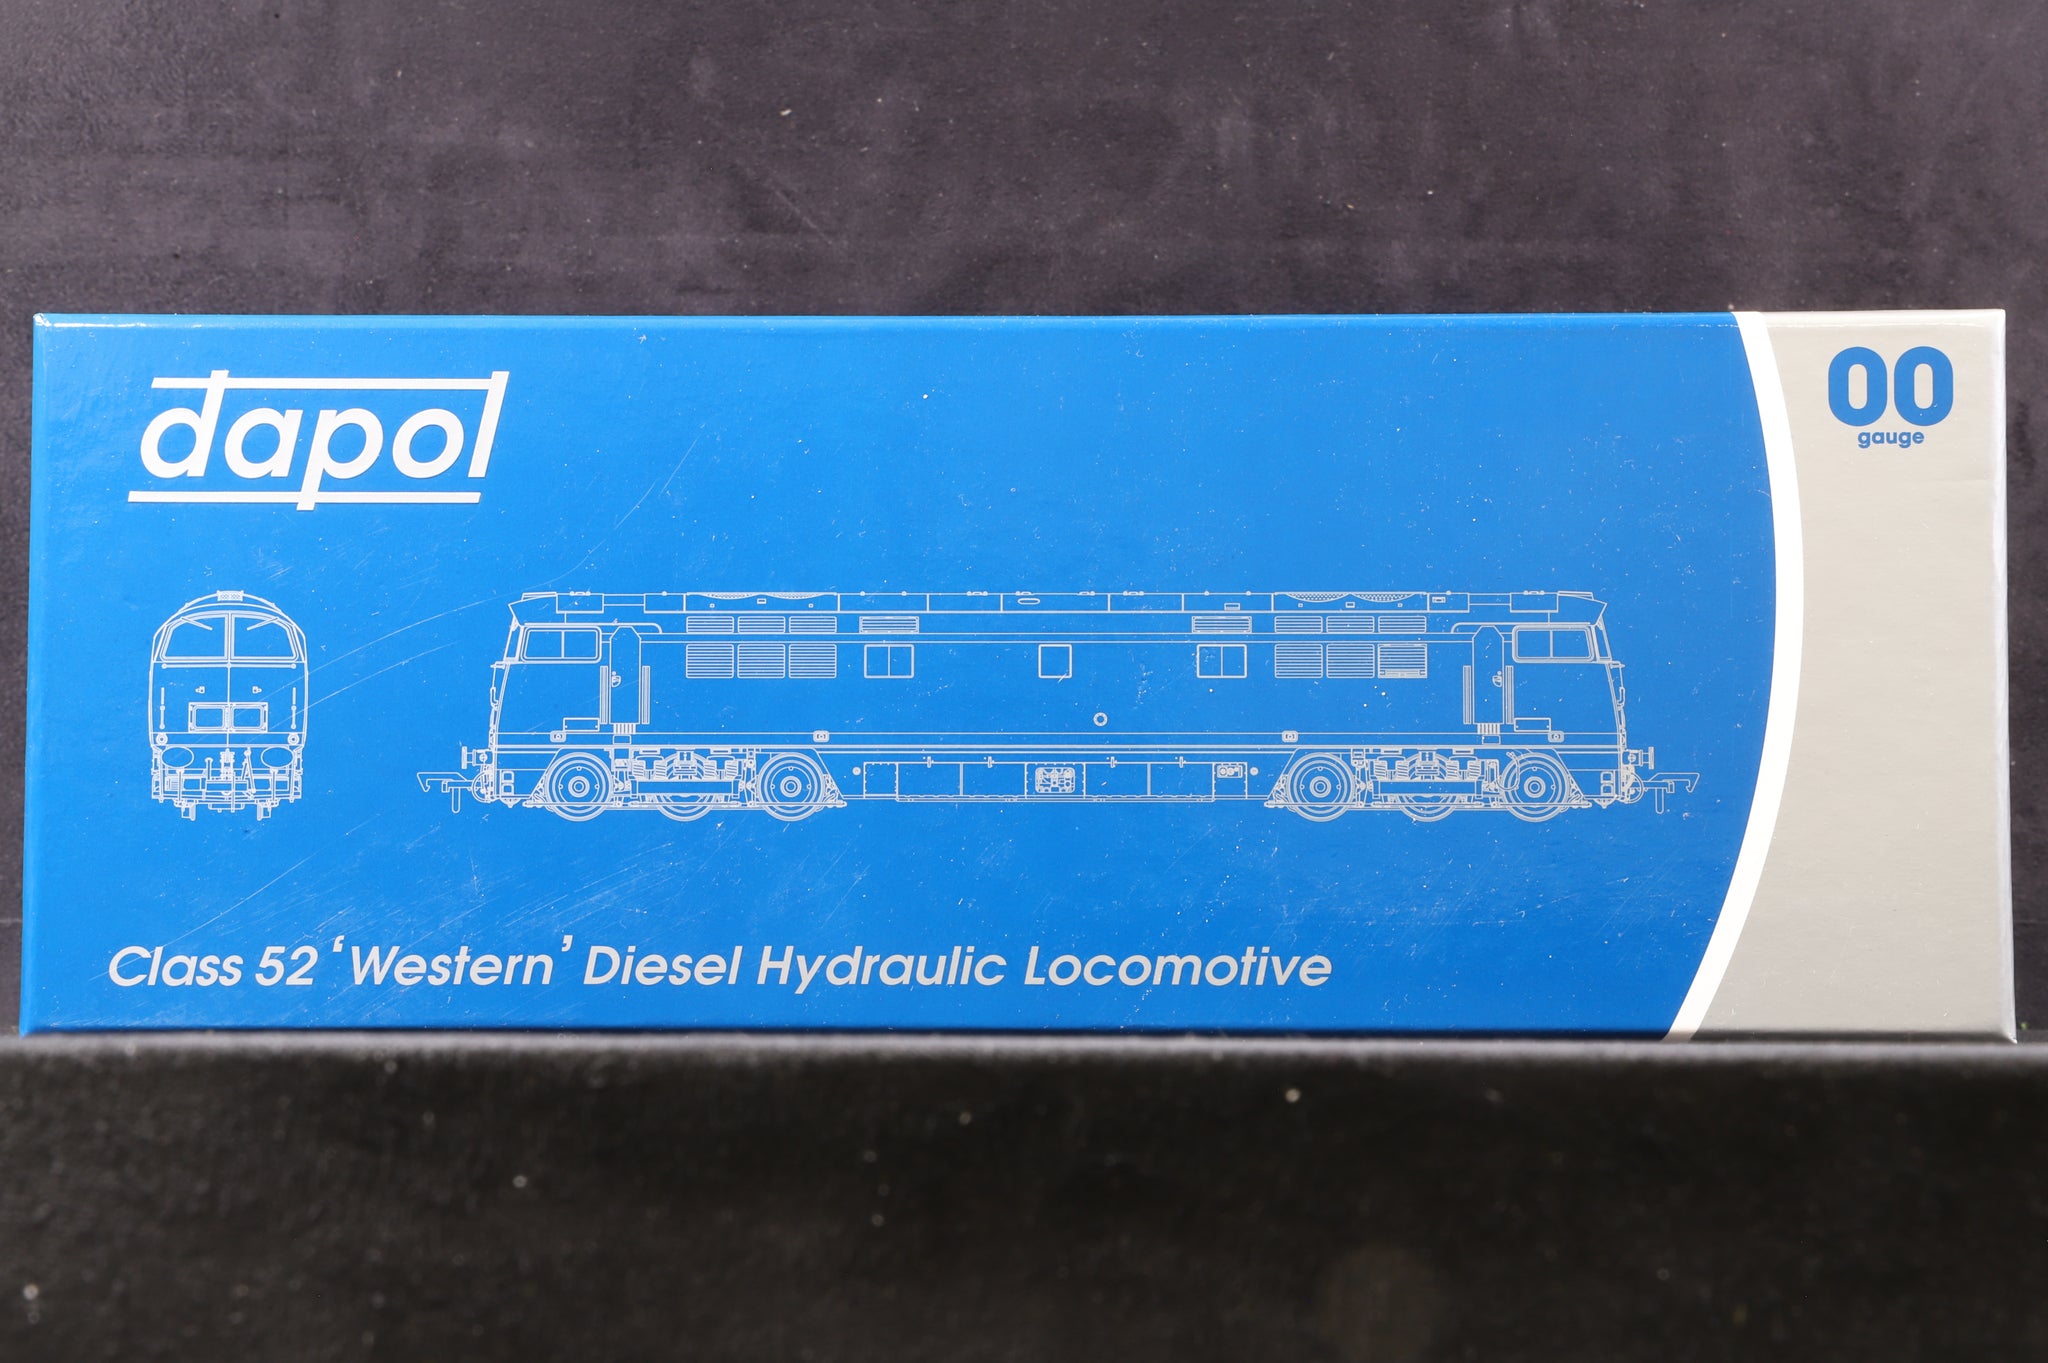 dapol
00
gauge
Class 52 ‘Western’ Diesel Hydraulic Locomotive